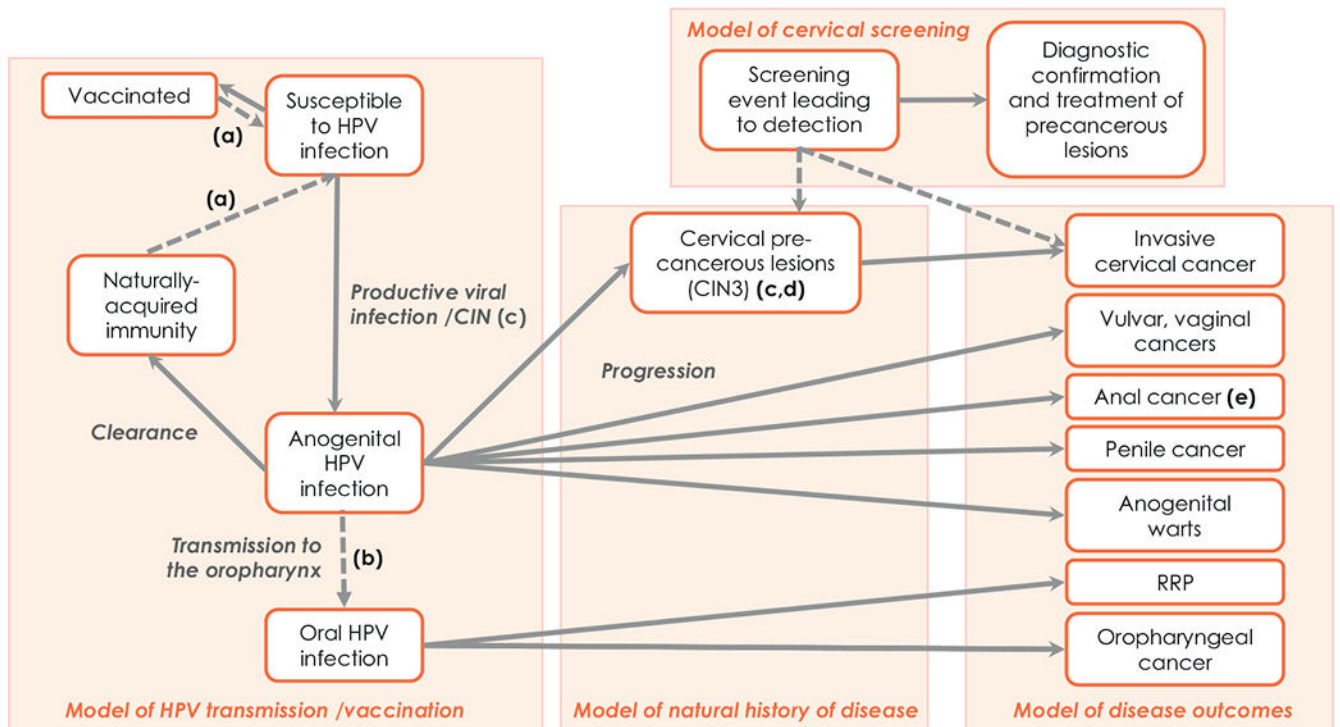 Model of cervical screening
Screening
event leading
to detection
Diagnostic
confirmation
and treatment of
precancerous
lesions
Vaccinated
(a)
Susceptible
to HPV
infection
(a)
Naturally-
acquired
immunity
Productive viral
infection /CIN (c)
Clearance
Anogenital
HPV
infection
Transmission to
the oropharynx
(b)
Oral HPV
infection
Model of HPV transmission /vaccination
Cervical pre-
cancerous lesions
(CIN3) (c,d)
Progression
Model of natural history of disease
Invasive
cervical cancer
Vulvar, vaginal
cancers
Anal cancer (e)
Penile cancer
Anogenital
warts
RRP
Oropharyngeal
cancer
Model of disease outcomes